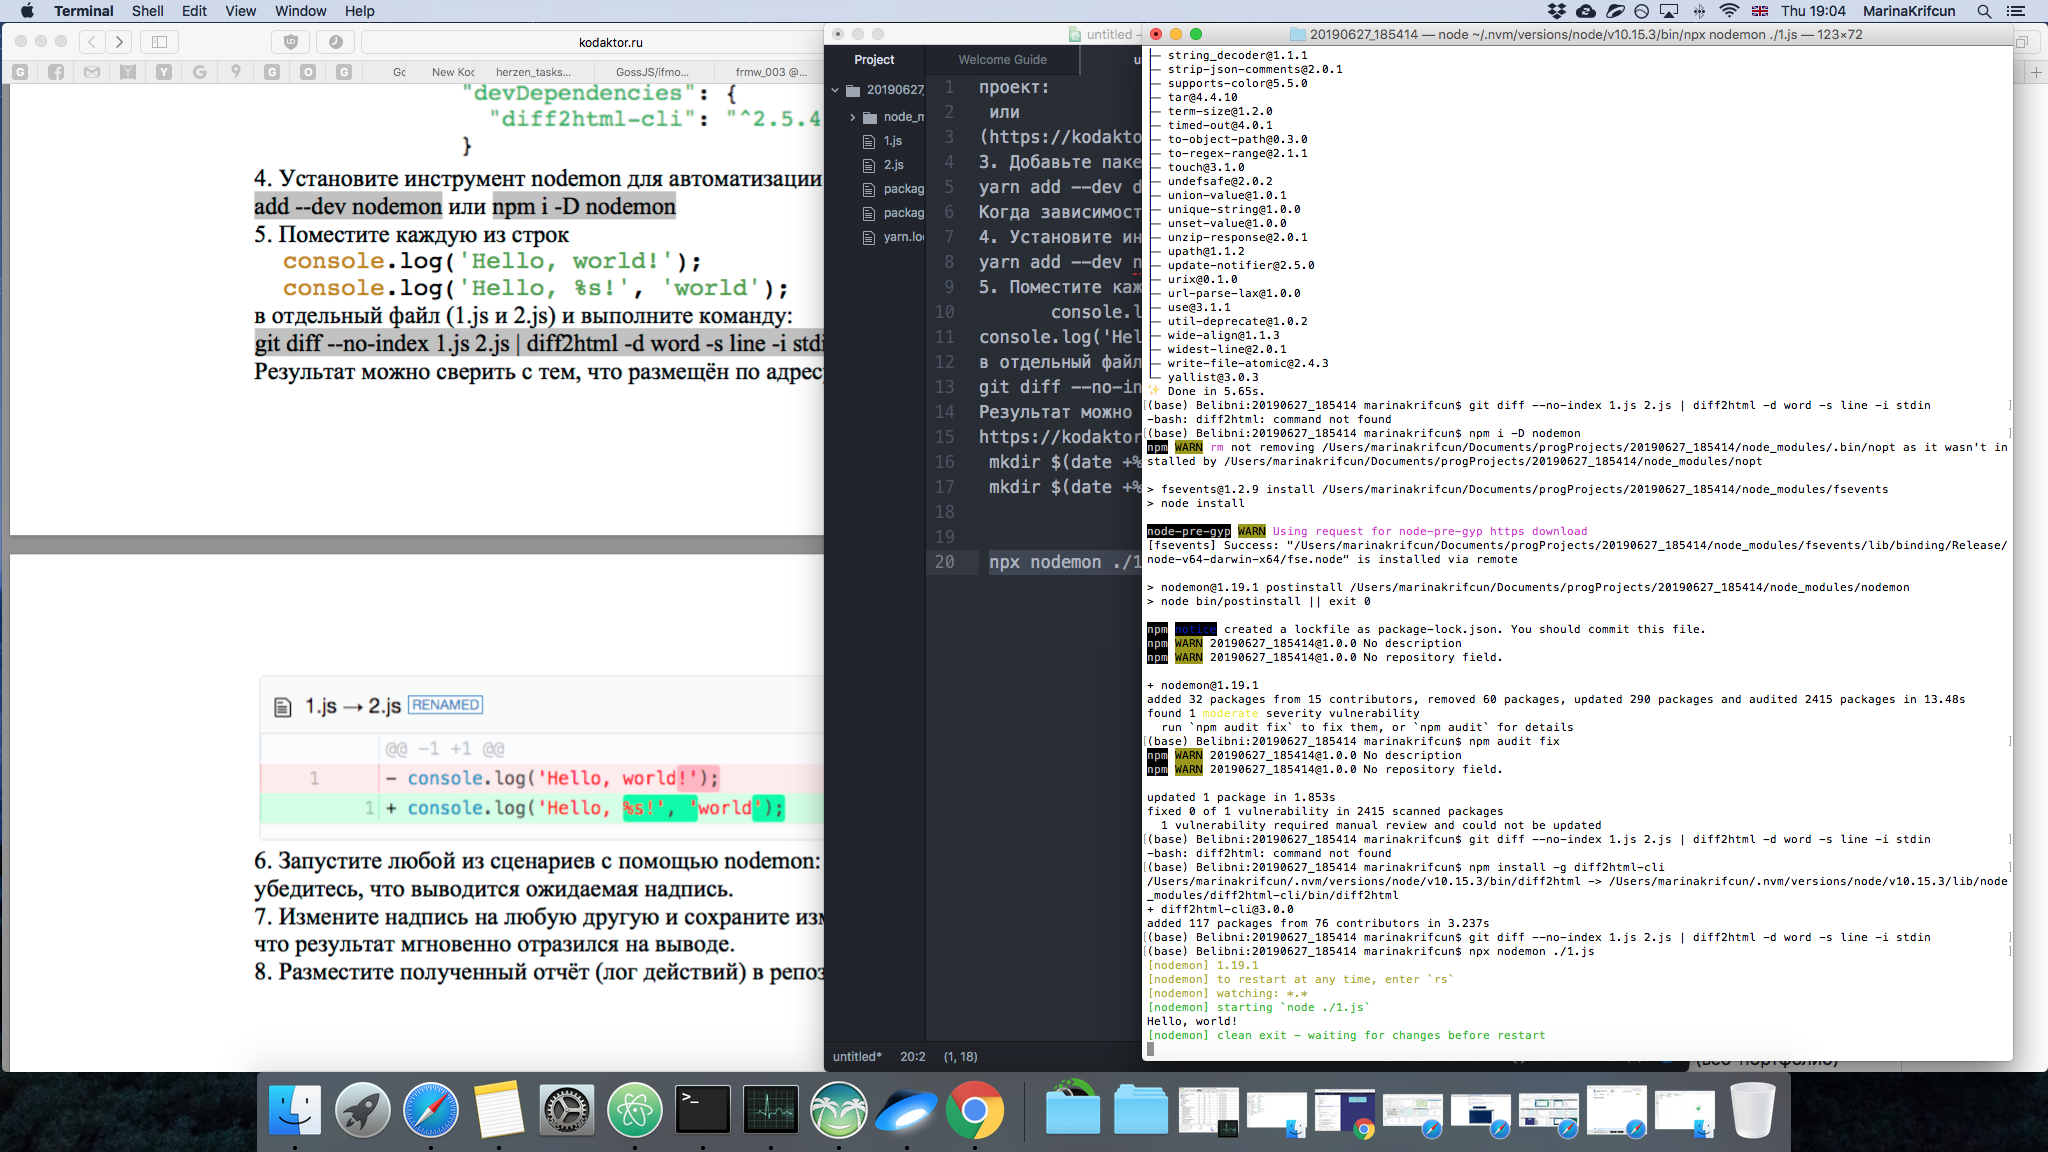 Terminal Shell Edit View Window Help
Thu 19:04 MarinaKrifcun
kodaktor.ru
Gc New Koc herzen_tasks... GossJS/ifmo... frmw_003 @...
"devDependencies": {
"diff2html-cli": "^2.5.4
}
4. Установите инструмент nodemon для автоматизации
add --dev nodemon или npm i -D nodemon
5. Поместите каждую из строк
console.log('Hello, world!');
console.log('Hello, %s!', 'world');
в отдельный файл (1.js и 2.js) и выполните команду:
git diff --no-index 1.js 2.js | diff2html -d word -s line -i stdi
Результат можно сверить с тем, что размещён по адресу
1.js → 2.js RENAMED
@@ -1 +1 @@
1 - console.log('Hello, world!');
1 + console.log('Hello, %s!', 'world');
6. Запустите любой из сценариев с помощью nodemon:
убедитесь, что выводится ожидаемая надпись.
7. Измените надпись на любую другую и сохраните изм
что результат мгновенно отразился на выводе.
8. Разместите полученный отчёт (лог действий) в репоз
untitled —
Project
Welcome Guide
u
20190627_
node_m
1.js
2.js
packag
packag
yarn.lo
1 проект:
2 или
3 (https://kodakto
4 3. Добавьте паке
5 yarn add --dev d
6 Когда зависимост
7 4. Установите ин
8 yarn add --dev n
9 5. Поместите каж
10 console.l
11 console.log('Hel
12 в отдельный файл
13 git diff --no-in
14 Результат можно
15 https://kodaktor
16 mkdir $(date +%
17 mkdir $(date +%
18
19
20 npx nodemon ./1
untitled* 20:2 (1, 18)
20190627_185414 — node ~/.nvm/versions/node/v10.15.3/bin/npx nodemon ./1.js — 123×72
├─ string_decoder@1.1.1
├─ strip-json-comments@2.0.1
├─ supports-color@5.5.0
├─ tar@4.4.10
├─ term-size@1.2.0
├─ timed-out@4.0.1
├─ to-object-path@0.3.0
├─ to-regex-range@2.1.1
├─ touch@3.1.0
├─ undefsafe@2.0.2
├─ union-value@1.0.1
├─ unique-string@1.0.0
├─ unset-value@1.0.0
├─ unzip-response@2.0.1
├─ upath@1.1.2
├─ update-notifier@2.5.0
├─ urix@0.1.0
├─ url-parse-lax@1.0.0
├─ use@3.1.1
├─ util-deprecate@1.0.2
├─ wide-align@1.1.3
├─ widest-line@2.0.1
├─ write-file-atomic@2.4.3
└─ yallist@3.0.3
✨ Done in 5.65s.
(base) Belibni:20190627_185414 marinakrifcun$ git diff --no-index 1.js 2.js | diff2html -d word -s line -i stdin
-bash: diff2html: command not found
(base) Belibni:20190627_185414 marinakrifcun$ npm i -D nodemon
npm WARN rm not removing /Users/marinakrifcun/Documents/progProjects/20190627_185414/node_modules/.bin/nopt as it wasn't in
stalled by /Users/marinakrifcun/Documents/progProjects/20190627_185414/node_modules/nopt
> fsevents@1.2.9 install /Users/marinakrifcun/Documents/progProjects/20190627_185414/node_modules/fsevents
> node install
node-pre-gyp WARN Using request for node-pre-gyp https download
[fsevents] Success: "/Users/marinakrifcun/Documents/progProjects/20190627_185414/node_modules/fsevents/lib/binding/Release/
node-v64-darwin-x64/fse.node" is installed via remote
> nodemon@1.19.1 postinstall /Users/marinakrifcun/Documents/progProjects/20190627_185414/node_modules/nodemon
> node bin/postinstall || exit 0
npm notice created a lockfile as package-lock.json. You should commit this file.
npm WARN 20190627_185414@1.0.0 No description
npm WARN 20190627_185414@1.0.0 No repository field.
+ nodemon@1.19.1
added 32 packages from 15 contributors, removed 60 packages, updated 290 packages and audited 2415 packages in 13.48s
found 1 moderate severity vulnerability
run `npm audit fix` to fix them, or `npm audit` for details
(base) Belibni:20190627_185414 marinakrifcun$ npm audit fix
npm WARN 20190627_185414@1.0.0 No description
npm WARN 20190627_185414@1.0.0 No repository field.
updated 1 package in 1.853s
fixed 0 of 1 vulnerability in 2415 scanned packages
1 vulnerability required manual review and could not be updated
(base) Belibni:20190627_185414 marinakrifcun$ git diff --no-index 1.js 2.js | diff2html -d word -s line -i stdin
-bash: diff2html: command not found
(base) Belibni:20190627_185414 marinakrifcun$ npm install -g diff2html-cli
/Users/marinakrifcun/.nvm/versions/node/v10.15.3/bin/diff2html -> /Users/marinakrifcun/.nvm/versions/node/v10.15.3/lib/node
_modules/diff2html-cli/bin/diff2html
+ diff2html-cli@3.0.0
added 117 packages from 76 contributors in 3.237s
(base) Belibni:20190627_185414 marinakrifcun$ git diff --no-index 1.js 2.js | diff2html -d word -s line -i stdin
(base) Belibni:20190627_185414 marinakrifcun$ npx nodemon ./1.js
[nodemon] 1.19.1
[nodemon] to restart at any time, enter `rs`
[nodemon] watching: *.*
[nodemon] starting `node ./1.js`
Hello, world!
[nodemon] clean exit - waiting for changes before restart